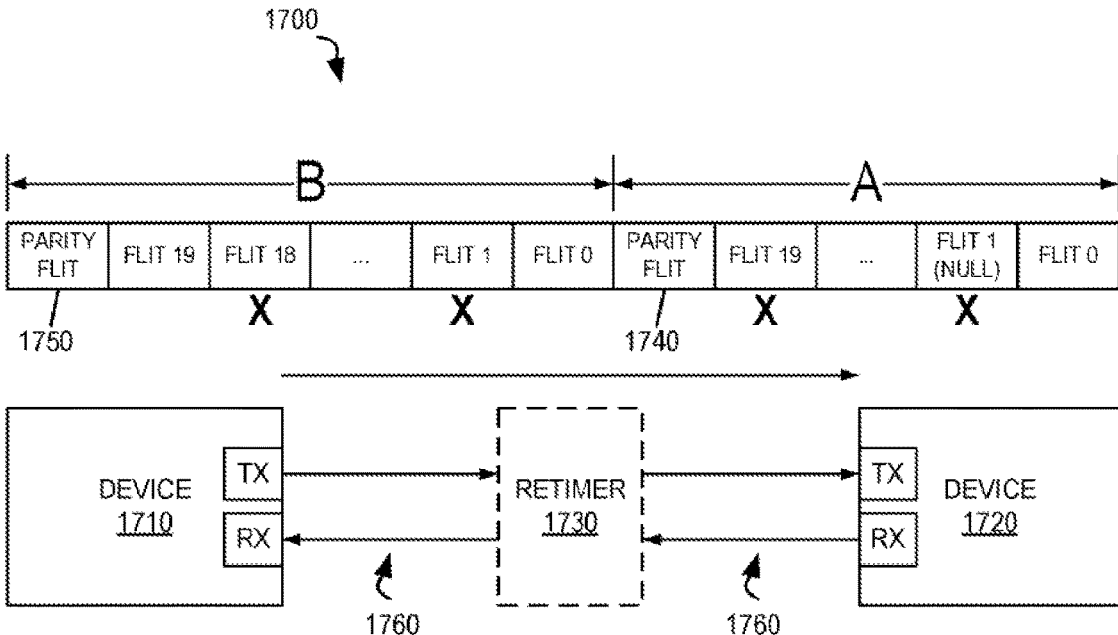 1700
B
A
PARITY
FLIT
FLIT 19
FLIT 18
...
FLIT 1
FLIT 0
PARITY
FLIT
FLIT 19
...
FLIT 1
(NULL)
FLIT 0
X
X
X
X
1750
1740
DEVICE
1710
TX
RX
RETIMER
1730
TX
RX
DEVICE
1720
1760
1760